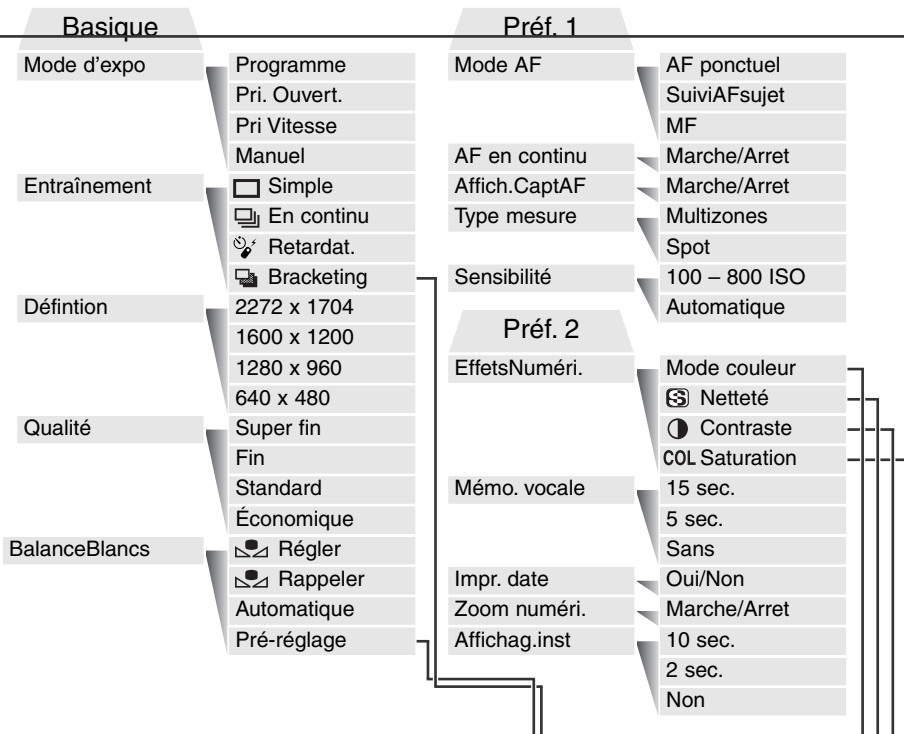 Basique
Mode d'expo
Programme
Pri. Ouvert.
Pri Vitesse
Manuel
Entraînement
Simple
En continu
Retardat.
Bracketing
Défintion
2272 x 1704
1600 x 1200
1280 x 960
640 x 480
Qualité
Super fin
Fin
Standard
Économique
BalanceBlancs
Régler
Rappeler
Automatique
Pré-réglage
Préf. 1
Mode AF
AF ponctuel
SuiviAFsujet
MF
AF en continu
Marche/Arret
Affich.CaptAF
Marche/Arret
Type mesure
Multizones
Spot
Sensibilité
100 – 800 ISO
Automatique
Préf. 2
EffetsNuméri.
Mode couleur
S Netteté
Contraste
COL Saturation
Mémo. vocale
15 sec.
5 sec.
Sans
Impr. date
Oui/Non
Zoom numéri.
Marche/Arret
Affichag.inst
10 sec.
2 sec.
Non